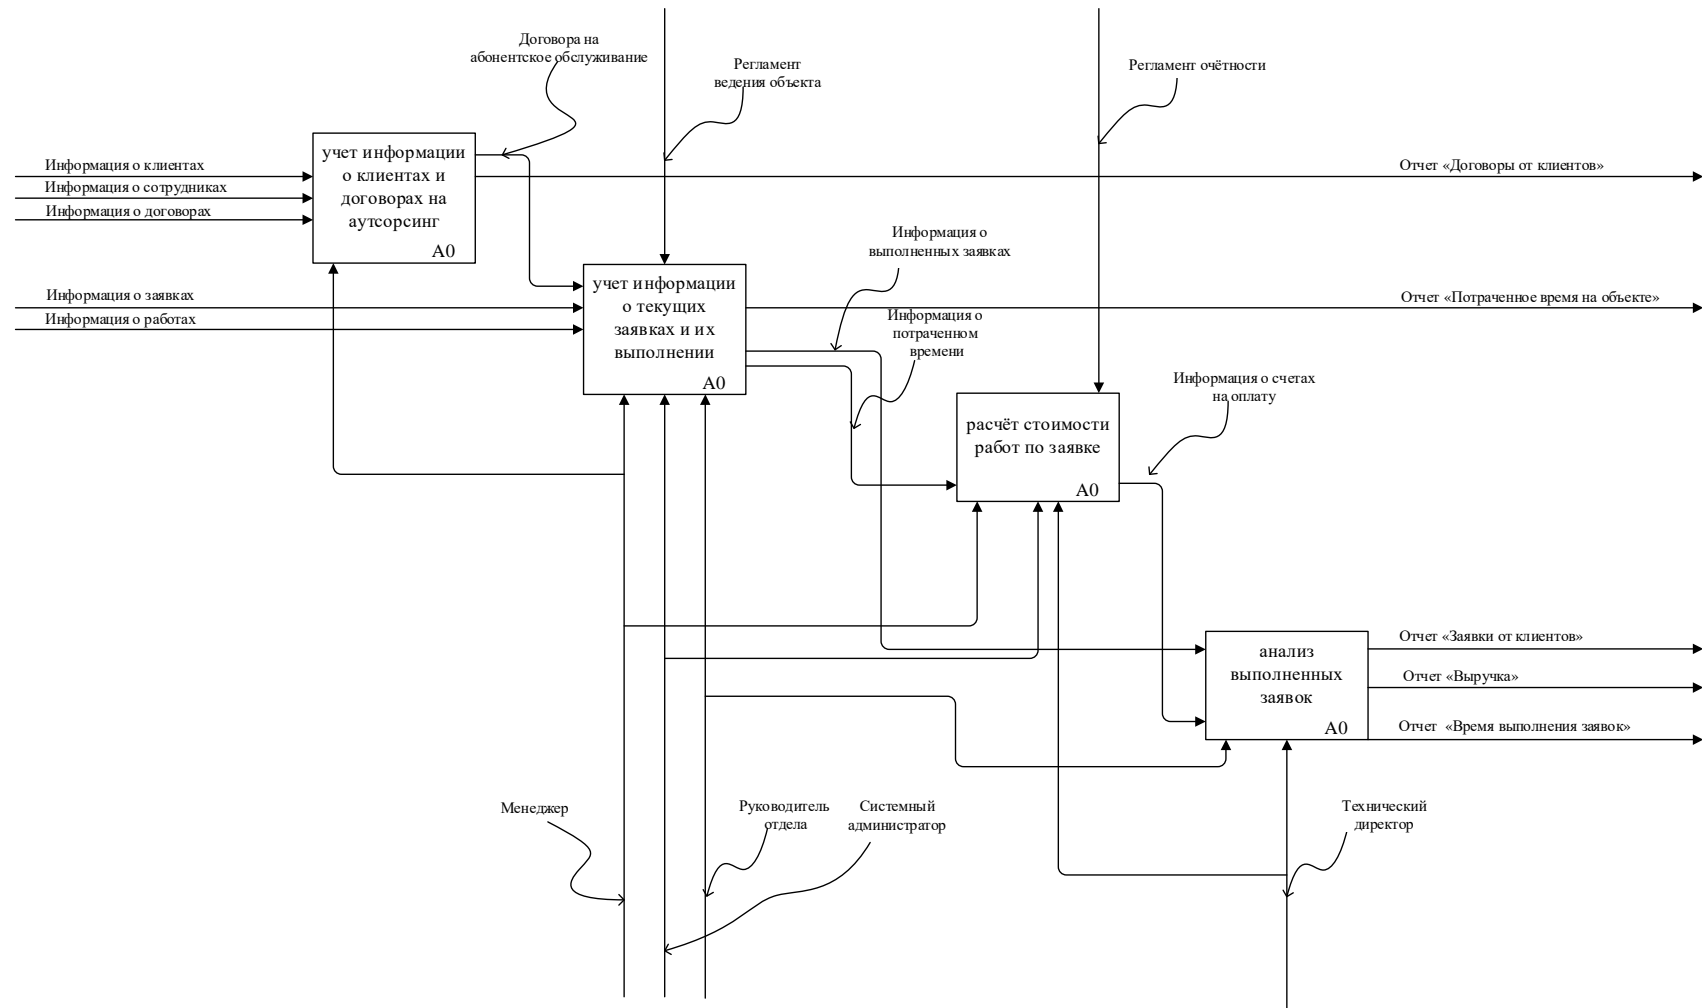 Договора на
абонентское обслуживание
Регламент
ведения объекта
Регламент очётности
учет информации
о клиентах и
договорах на
аутсорсинг
A0
Информация о клиентах
Информация о сотрудниках
Информация о договорах
Отчет «Договоры от клиентов»
Информация о
выполненных заявках
Информация о заявках
Информация о работах
учет информации
о текущих
заявках и их
выполнении
A0
Отчет «Потраченное время на объекте»
Информация о
потраченном
времени
Информация о счетах
на оплату
расчёт стоимости
работ по заявке
A0
анализ
выполненных
заявок
A0
Отчет «Заявки от клиентов»
Отчет «Выручка»
Отчет «Время выполнения заявок»
Менеджер
Руководитель
отдела
Системный
администратор
Технический
директор